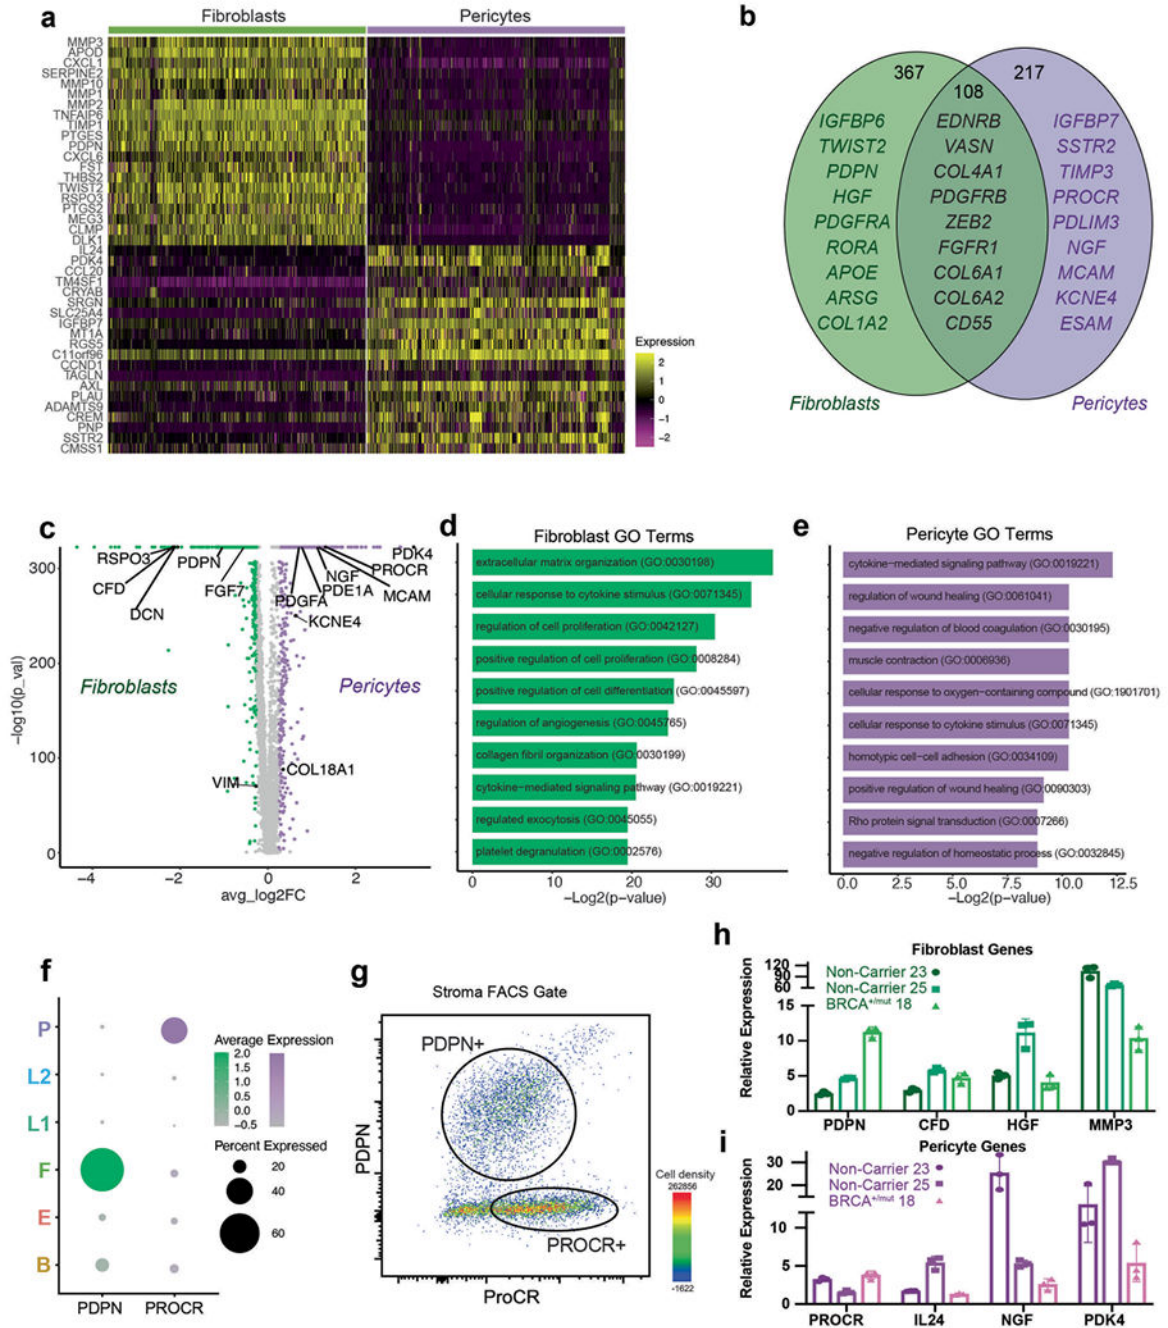 a
Fibroblasts Pericytes
MMP3
APOD
CXCL1
SERPINE2
MMP10
MMP1
MMP2
TNFAIP6
TIMP1
PTGES
PDPN
CXCL6
FST
THBS2
TWIST2
RSPO3
PTGS2
MEG3
CLMP
DLK1
IL24
PDK4
CCL20
TM4SF1
CRYAB
SRGN
SLC25A4
IGFBP7
MT1A
RGS5
C11orf96
CCND1
TAGLN
AXL
PLAU
ADAMTS9
CREM
PNP
SSTR2
CMSS1
Expression
2
1
0
−1
−2
b
367 108 217
IGFBP6 EDNRB IGFBP7
TWIST2 VASN SSTR2
PDPN COL4A1 TIMP3
HGF PDGFRB PROCR
PDGFRA ZEB2 PDLIM3
RORA FGFR1 NGF
APOE COL6A1 MCAM
ARSG COL6A2 KCNE4
COL1A2 CD55 ESAM
Fibroblasts Pericytes
c
−log10(p_val)
300
200
100
0
RSPO3 PDPN PDK4
CFD FGF7 NGF PROCR
DCN PDGFA PDE1A MCAM
KCNE4
Fibroblasts Pericytes
VIM COL18A1
−4 −2 0 2
avg_log2FC
d
Fibroblast GO Terms
extracellular matrix organization (GO:0030198)
cellular response to cytokine stimulus (GO:0071345)
regulation of cell proliferation (GO:0042127)
positive regulation of cell proliferation (GO:0008284)
positive regulation of cell differentiation (GO:0045597)
regulation of angiogenesis (GO:0045765)
collagen fibril organization (GO:0030199)
cytokine−mediated signaling pathway (GO:0019221)
regulated exocytosis (GO:0045055)
platelet degranulation (GO:0002576)
0 10 20 30
−Log2(p−value)
e
Pericyte GO Terms
cytokine−mediated signaling pathway (GO:0019221)
regulation of wound healing (GO:0061041)
negative regulation of blood coagulation (GO:0030195)
muscle contraction (GO:0006936)
cellular response to oxygen−containing compound (GO:1901701)
cellular response to cytokine stimulus (GO:0071345)
homotypic cell−cell adhesion (GO:0034109)
positive regulation of wound healing (GO:0090303)
Rho protein signal transduction (GO:0007266)
negative regulation of homeostatic process (GO:0032845)
0.0 2.5 5.0 7.5 10.0 12.5
−Log2(p−value)
f
P
L2
L1
F
E
B
PDPN PROCR
Average Expression
2.0
1.5
1.0
0.5
0.0
−0.5
Percent Expressed
20
40
60
g
Stroma FACS Gate
PDPN+
PROCR+
PDPN
ProCR
Cell density
262856
-1622
h
Fibroblast Genes
Relative Expression
120
90
60
15
10
5
0
Non-Carrier 23
Non-Carrier 25
BRCA+/mut 18
PDPN CFD HGF MMP3
i
Pericyte Genes
Relative Expression
30
20
10
5
0
Non-Carrier 23
Non-Carrier 25
BRCA+/mut 18
PROCR IL24 NGF PDK4